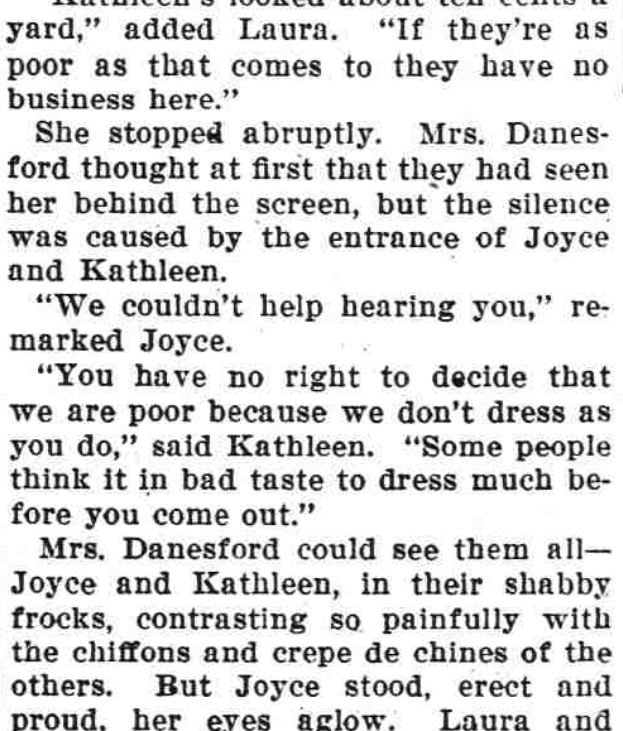 Kathleen's looked about ten cents a
yard," added Laura. "If they're as
poor as that comes to they have no
business here."
She stopped abruptly. Mrs. Danes-
ford thought at first that they had seen
her behind the screen, but the silence
was caused by the entrance of Joyce
and Kathleen.
"We couldn't help hearing you," re-
marked Joyce.
"You have no right to decide that
we are poor because we don't dress as
you do," said Kathleen. "Some people
think it in bad taste to dress much be-
fore you come out."
Mrs. Danesford could see them all—
Joyce and Kathleen, in their shabby
frocks, contrasting so painfully with
the chiffons and crepe de chines of the
others. But Joyce stood, erect and
proud, her eyes aglow. Laura and